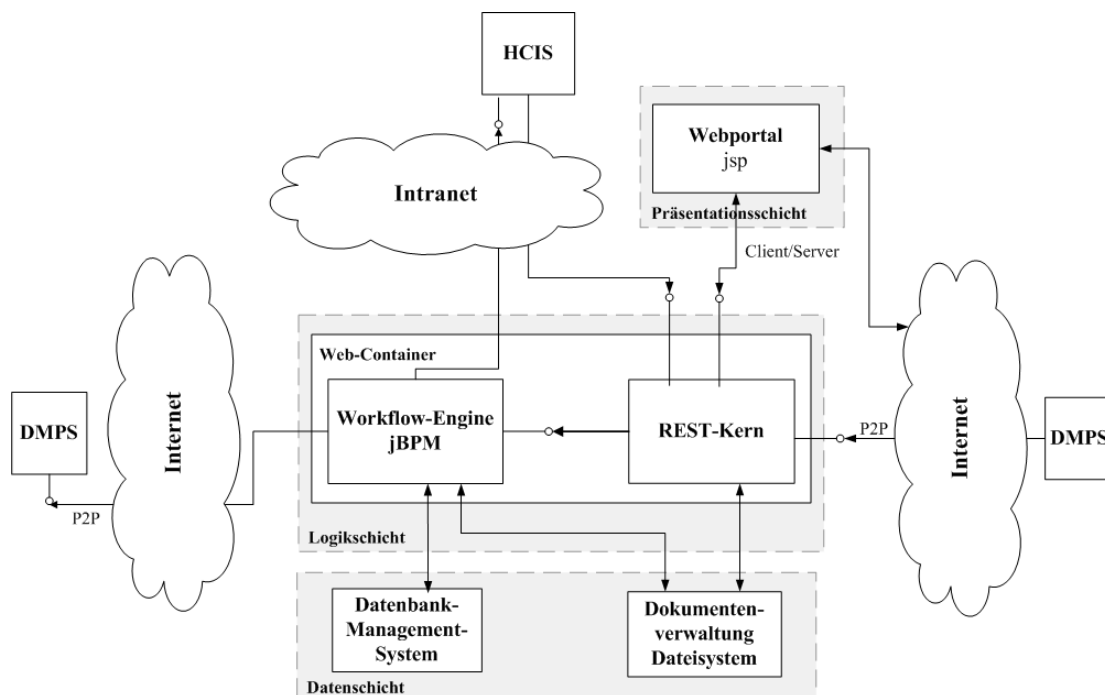 HCIS
Webportal
jsp
Präsentationsschicht
Intranet
Client/Server
Internet
Web-Container
Workflow-Engine
jBPM
REST-Kern
DMPS
P2P
P2P
Internet
DMPS
Logikschicht
Datenbank-
Management-
System
Dokumenten-
verwaltung
Dateisystem
Datenschicht